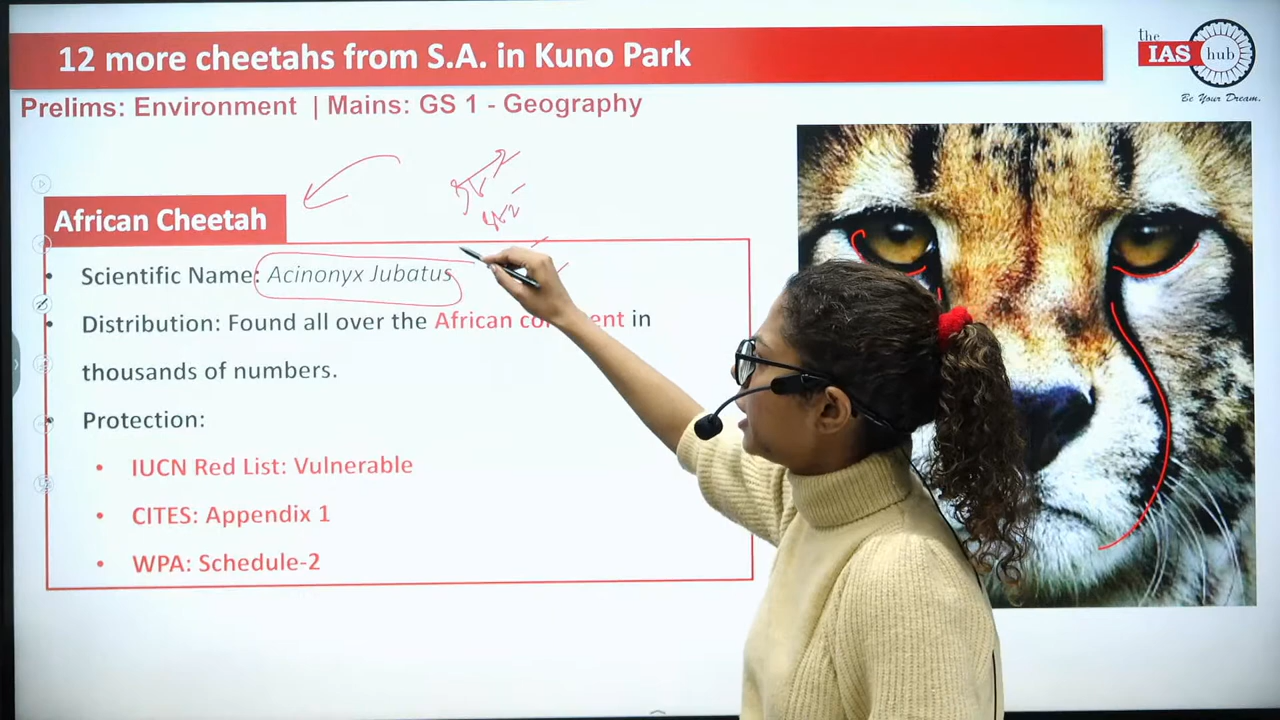 12 more cheetahs from S.A. in Kuno Park
the
IAS hub
Be Your Dream.
Prelims: Environment | Mains: GS 1 - Geography
African Cheetah
• Scientific Name: Acinonyx Jubatus
• Distribution: Found all over the African in
thousands of numbers.
• Protection:
• IUCN Red List: Vulnerable
• CITES: Appendix 1
• WPA: Schedule-2